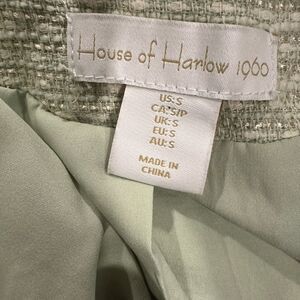 House of Harlow 1960
US:S
CA:S/P
UK:S
EU:S
AU:S
MADE IN
CHINA